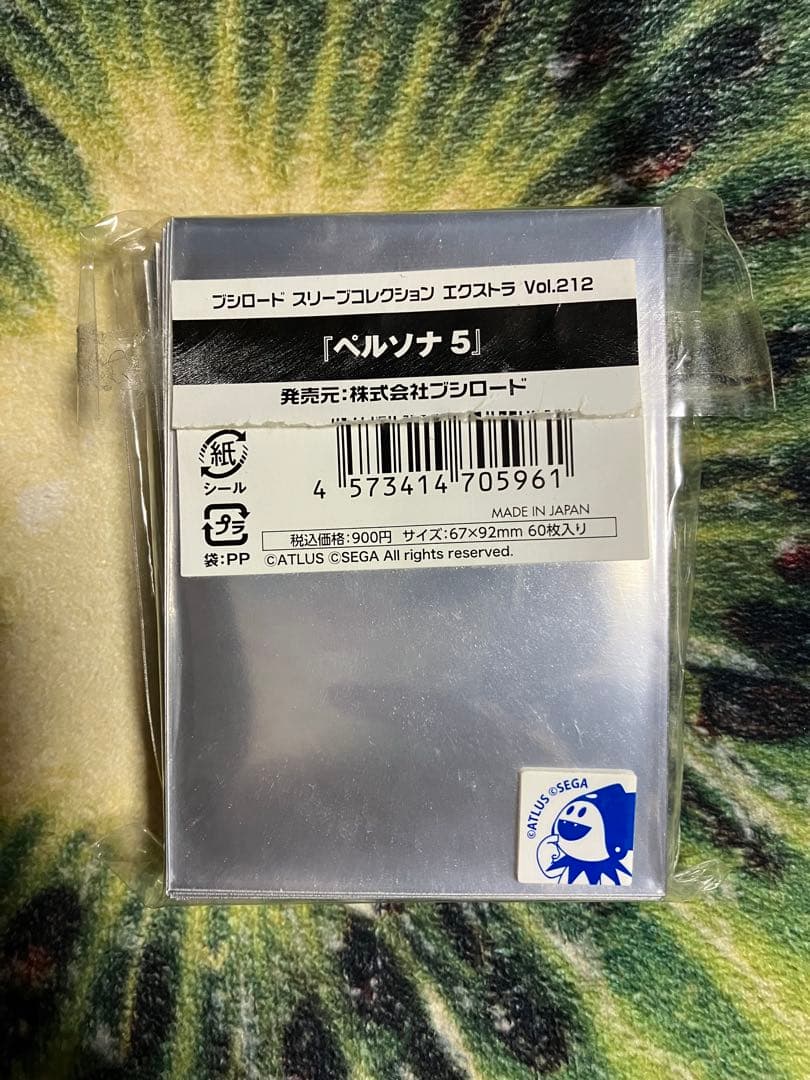 ブシロード スリーブコレクション エクストラ Vol.212
『ペルソナ5』
発売元:株式会社ブシロード
紙
シール
4 573414 705961
プラ
MADE IN JAPAN
税込価格:900円 サイズ:67×92mm 60枚入り
袋:PP ©ATLUS ©SEGA All rights reserved.
©ATLUS ©SEGA